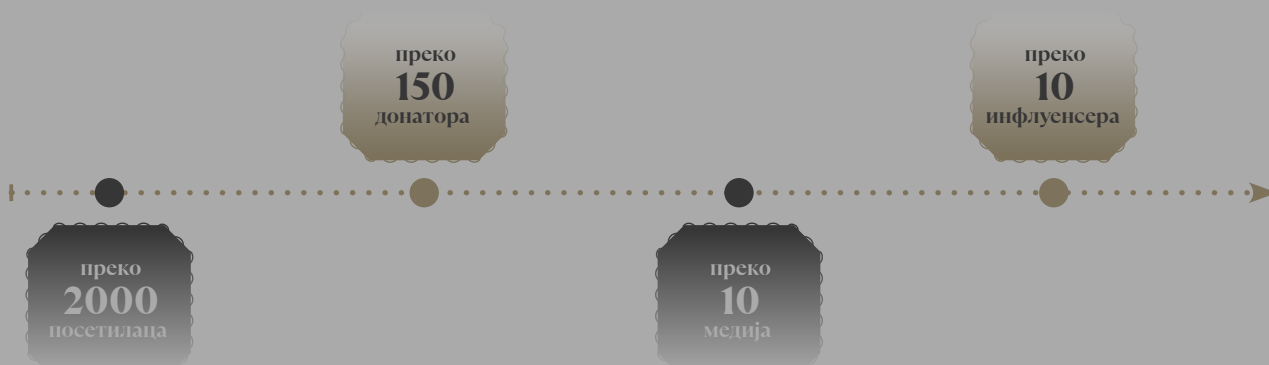 преко
2000
посетилаца
преко
150
донатора
преко
10
медија
преко
10
инфлуенсера